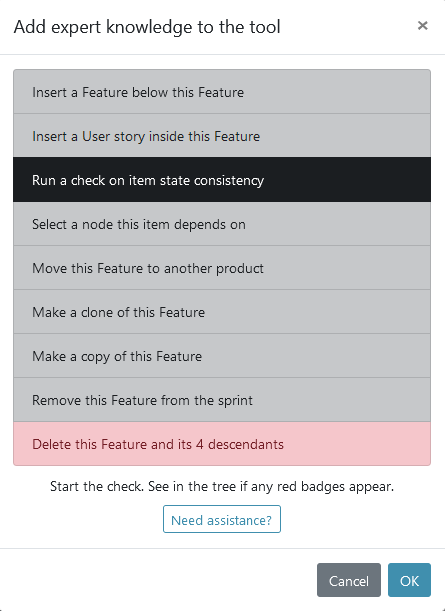 Add expert knowledge to the tool
×
Insert a Feature below this Feature
Insert a User story inside this Feature
Run a check on item state consistency
Select a node this item depends on
Move this Feature to another product
Make a clone of this Feature
Make a copy of this Feature
Remove this Feature from the sprint
Delete this Feature and its 4 descendants
Start the check. See in the tree if any red badges appear.
Need assistance?
Cancel OK